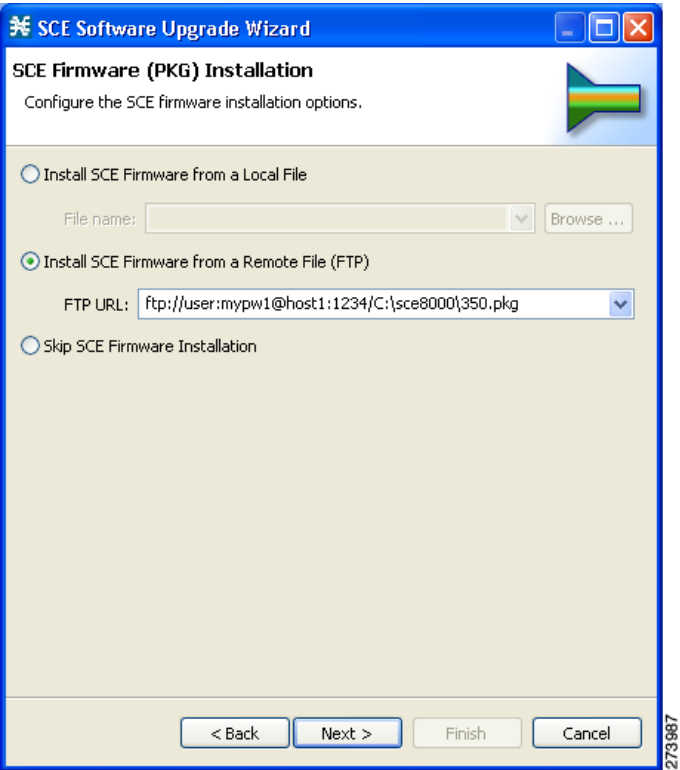 SCE Software Upgrade Wizard
SCE Firmware (PKG) Installation
Configure the SCE firmware installation options.
Install SCE Firmware from a Local File
File name:
Browse ...
Install SCE Firmware from a Remote File (FTP)
FTP URL: ftp://user:mypw1@host1:1234/C:\sce8000\350.pkg
Skip SCE Firmware Installation
< Back Next > Finish Cancel
273987